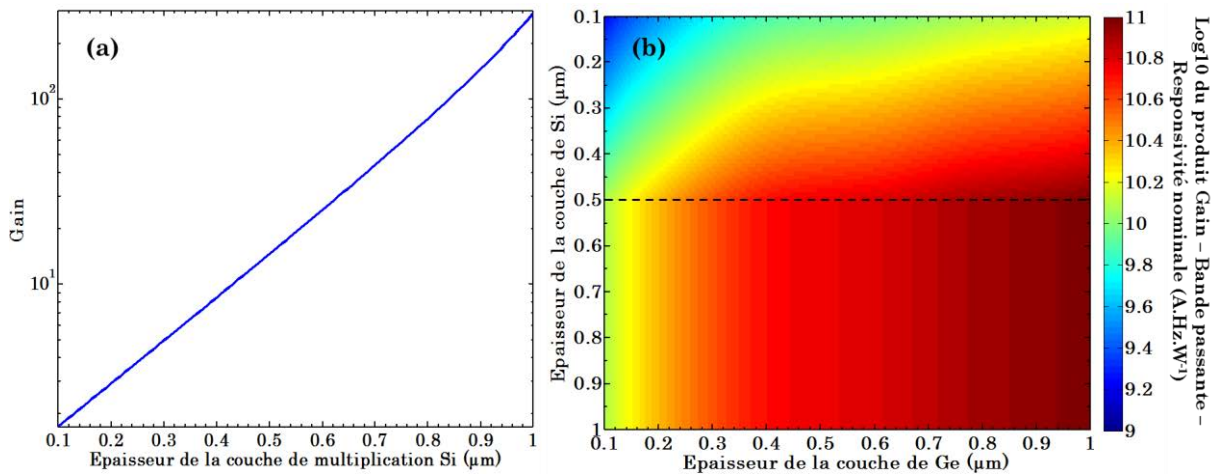 (a)
Gain
10²
10¹
0.1 0.2 0.3 0.4 0.5 0.6 0.7 0.8 0.9 1
Epaisseur de la couche de multiplication Si (µm)
(b)
Epaisseur de la couche de Si (µm)
0.1
0.2
0.3
0.4
0.5
0.6
0.7
0.8
0.9
1
0.1 0.2 0.3 0.4 0.5 0.6 0.7 0.8 0.9 1
Epaisseur de la couche de Ge (µm)
11
10.8
10.6
10.4
10.2
10
9.8
9.6
9.4
9.2
9
Log10 du produit Gain – Bande passante –
Responsivité nominale (A.Hz.W⁻¹)